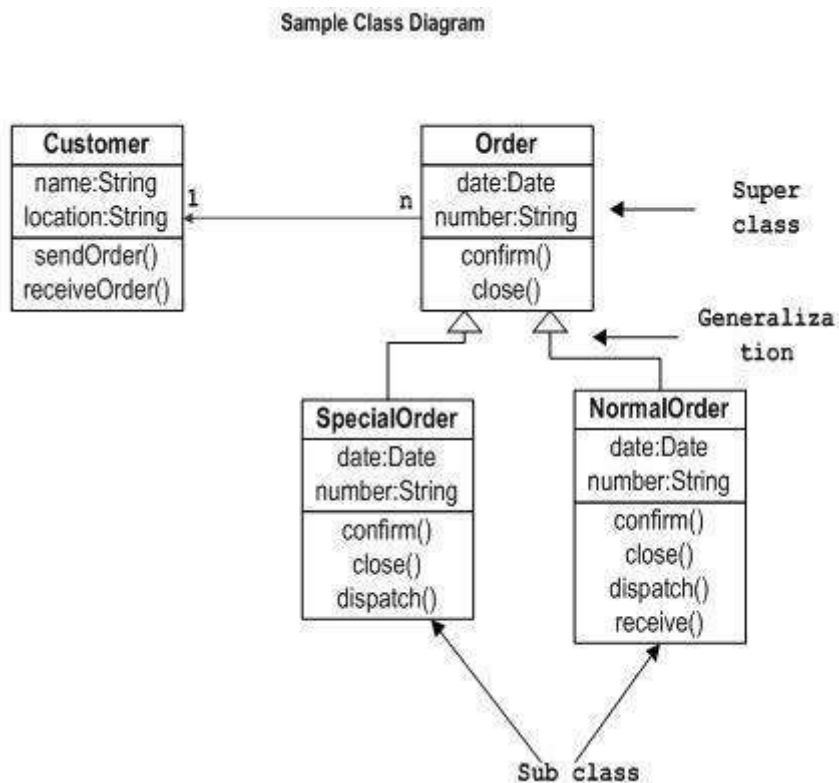 Sample Class Diagram
Customer
name:String
location:String
sendOrder()
receiveOrder()
1
n
Order
date:Date
number:String
confirm()
close()
Super
class
Generaliza
tion
SpecialOrder
date:Date
number:String
confirm()
close()
dispatch()
NormalOrder
date:Date
number:String
confirm()
close()
dispatch()
receive()
Sub class